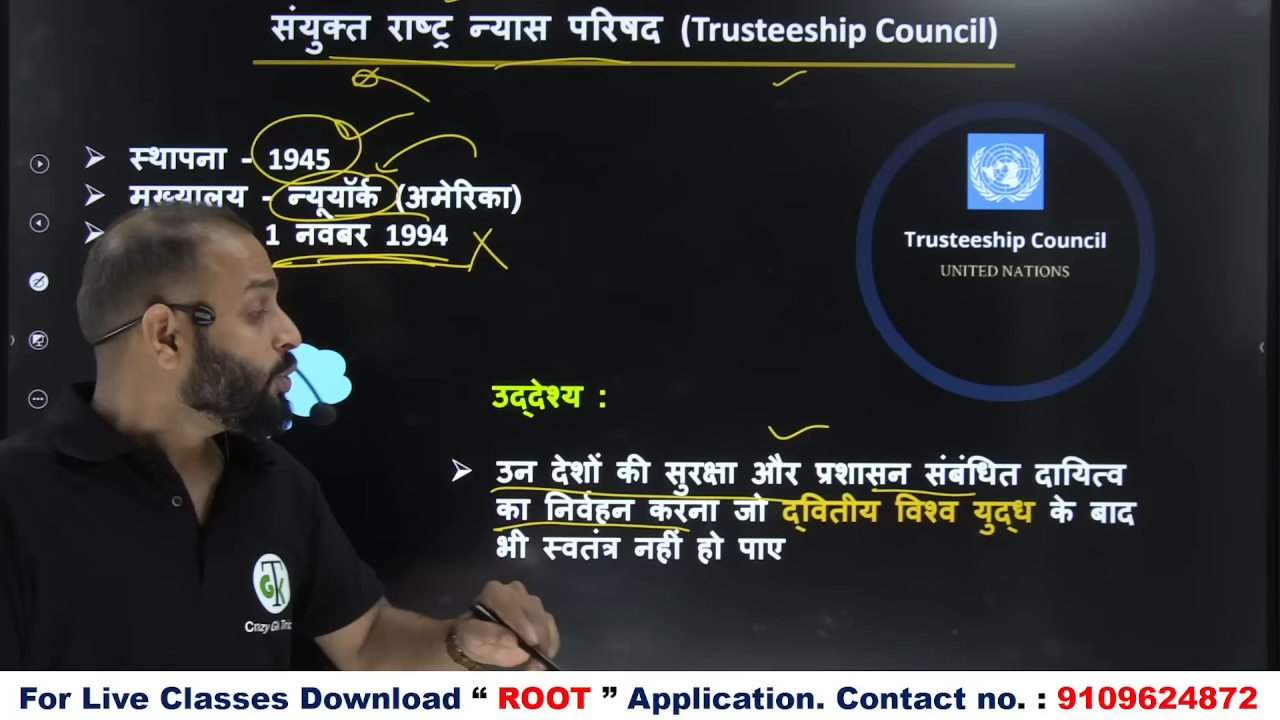 संयुक्त राष्ट्र न्यास परिषद (Trusteeship Council)
➤ स्थापना - 1945
➤ मुख्यालय - न्यूयॉर्क (अमेरिका)
➤ 1 नवंबर 1994
Trusteeship Council
UNITED NATIONS
उद्देश्य :
➤ उन देशों की सुरक्षा और प्रशासन संबंधित दायित्व
का निर्वहन करना जो द्वितीय विश्व युद्ध के बाद
भी स्वतंत्र नहीं हो पाए
GTK
For Live Classes Download “ ROOT ” Application. Contact no. : 9109624872